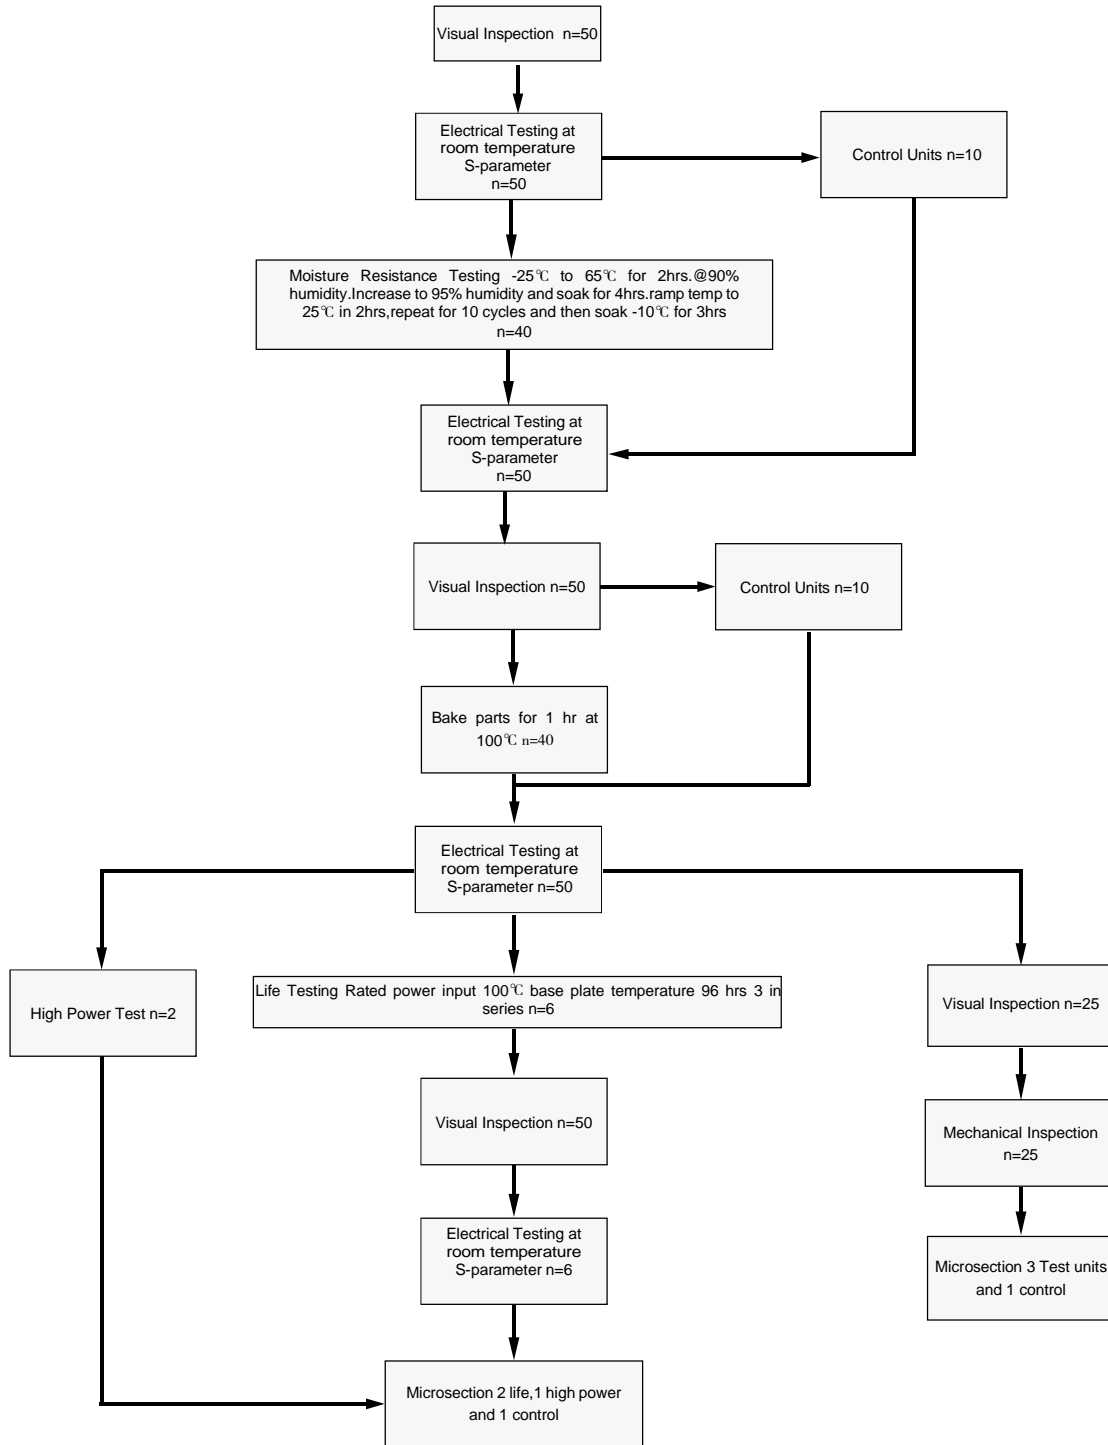 Visual Inspection n=50
Electrical Testing at
room temperature
S-parameter
n=50
Control Units n=10
Moisture Resistance Testing -25℃ to 65℃ for 2hrs.@90%
humidity.Increase to 95% humidity and soak for 4hrs.ramp temp to
25℃ in 2hrs,repeat for 10 cycles and then soak -10℃ for 3hrs
n=40
Electrical Testing at
room temperature
S-parameter
n=50
Visual Inspection n=50
Control Units n=10
Bake parts for 1 hr at
100℃ n=40
Electrical Testing at
room temperature
S-parameter n=50
High Power Test n=2
Life Testing Rated power input 100℃ base plate temperature 96 hrs 3 in
series n=6
Visual Inspection n=25
Visual Inspection n=50
Mechanical Inspection
n=25
Electrical Testing at
room temperature
S-parameter n=6
Microsection 3 Test units
and 1 control
Microsection 2 life,1 high power
and 1 control